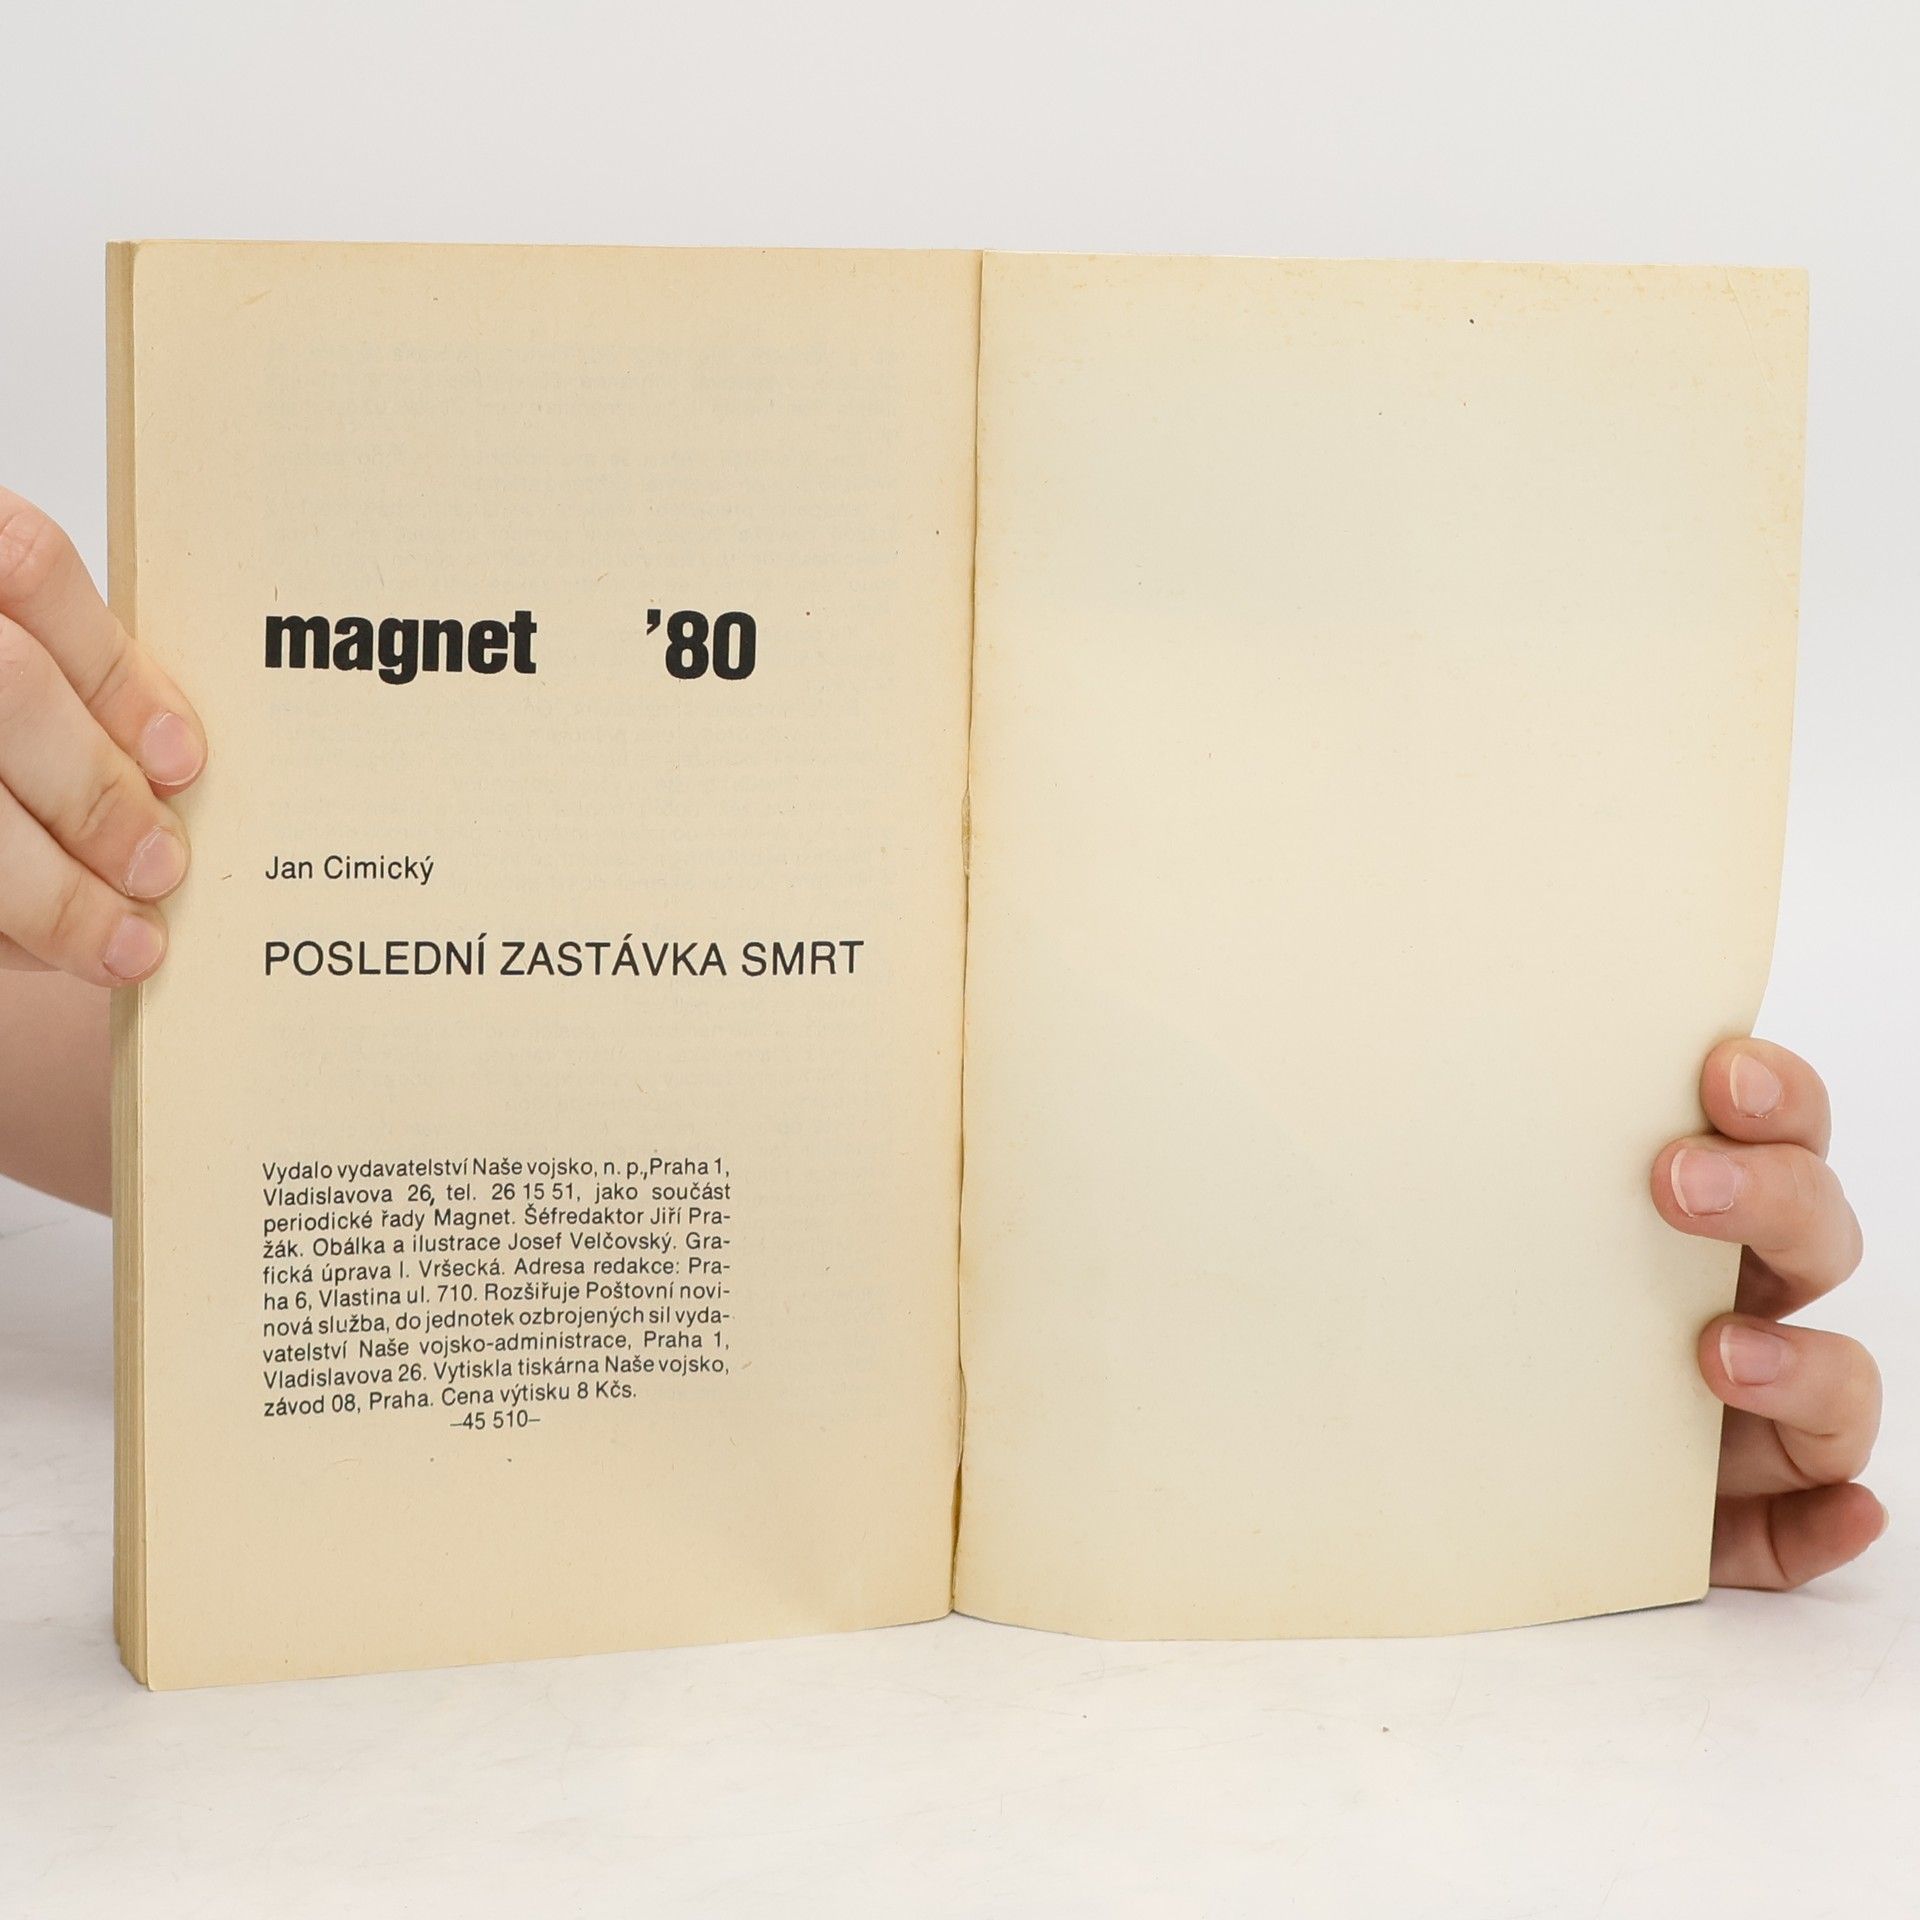 magnet ’80
Jan Cimický
POSLEDNÍ ZASTÁVKA SMRT
Vydalo vydavatelství Naše vojsko, n. p., Praha 1,
Vladislavova 26, tel. 26 15 51, jako součást
periodické řady Magnet. Šéfredaktor Jiří Pra-
žák. Obálka a ilustrace Josef Velčovský. Gra-
fická úprava I. Vršecká. Adresa redakce: Pra-
ha 6, Vlastina ul. 710. Rozšiřuje Poštovní novi-
nová služba, do jednotek ozbrojených sil vyda-
vatelství Naše vojsko-administrace, Praha 1,
Vladislavova 26. Vytiskla tiskárna Naše vojsko,
závod 08, Praha. Cena výtisku 8 Kčs.
–45 510–